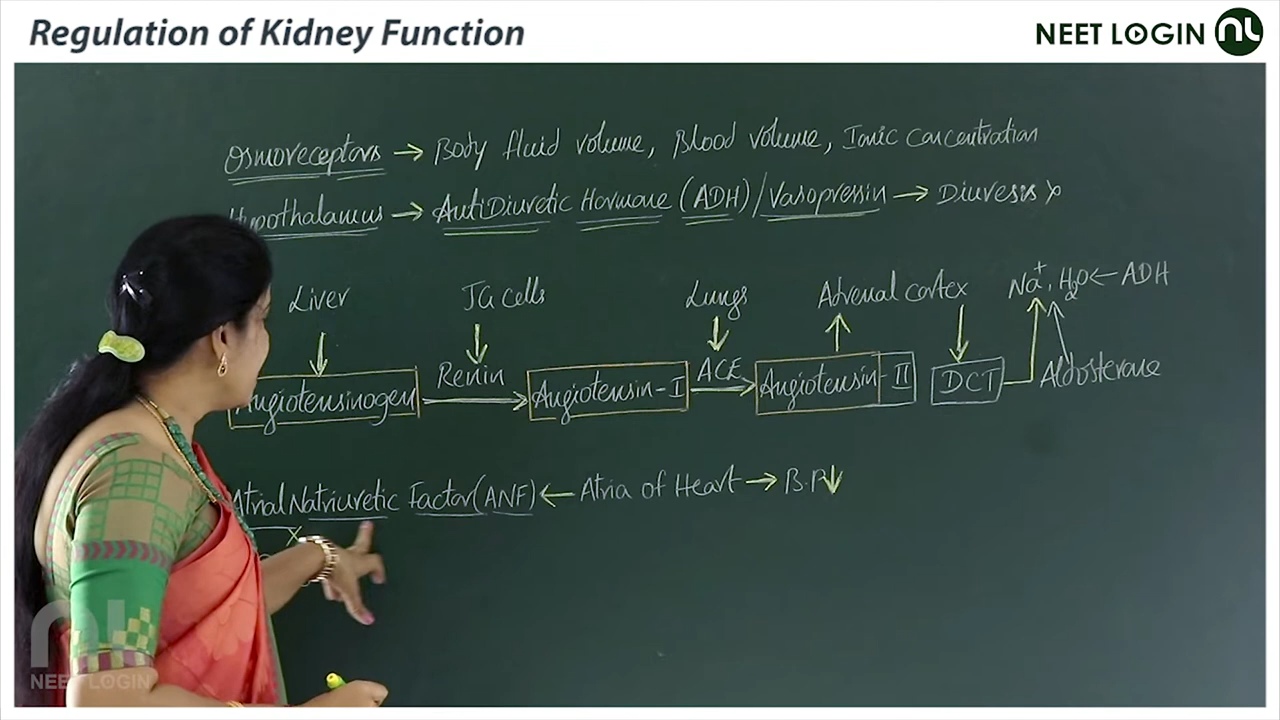 Regulation of Kidney Function
NEET LOGIN nl
Osmoreceptors → Body fluid volume, Blood volume, Ionic Concentration
Hypothalamus → AntiDiuretic Hormone (ADH)/Vasopressin → Diuresis x
Liver JG cells Lungs Adrenal cortex Na+, H2O ← ADH
Angiotensinogen Renin Angiotensin-I ACE Angiotensin-II DCT Aldosterone
Atrial Natriuretic Factor (ANF) ← Atria of Heart → B.P↓
nl
NEET LOGIN